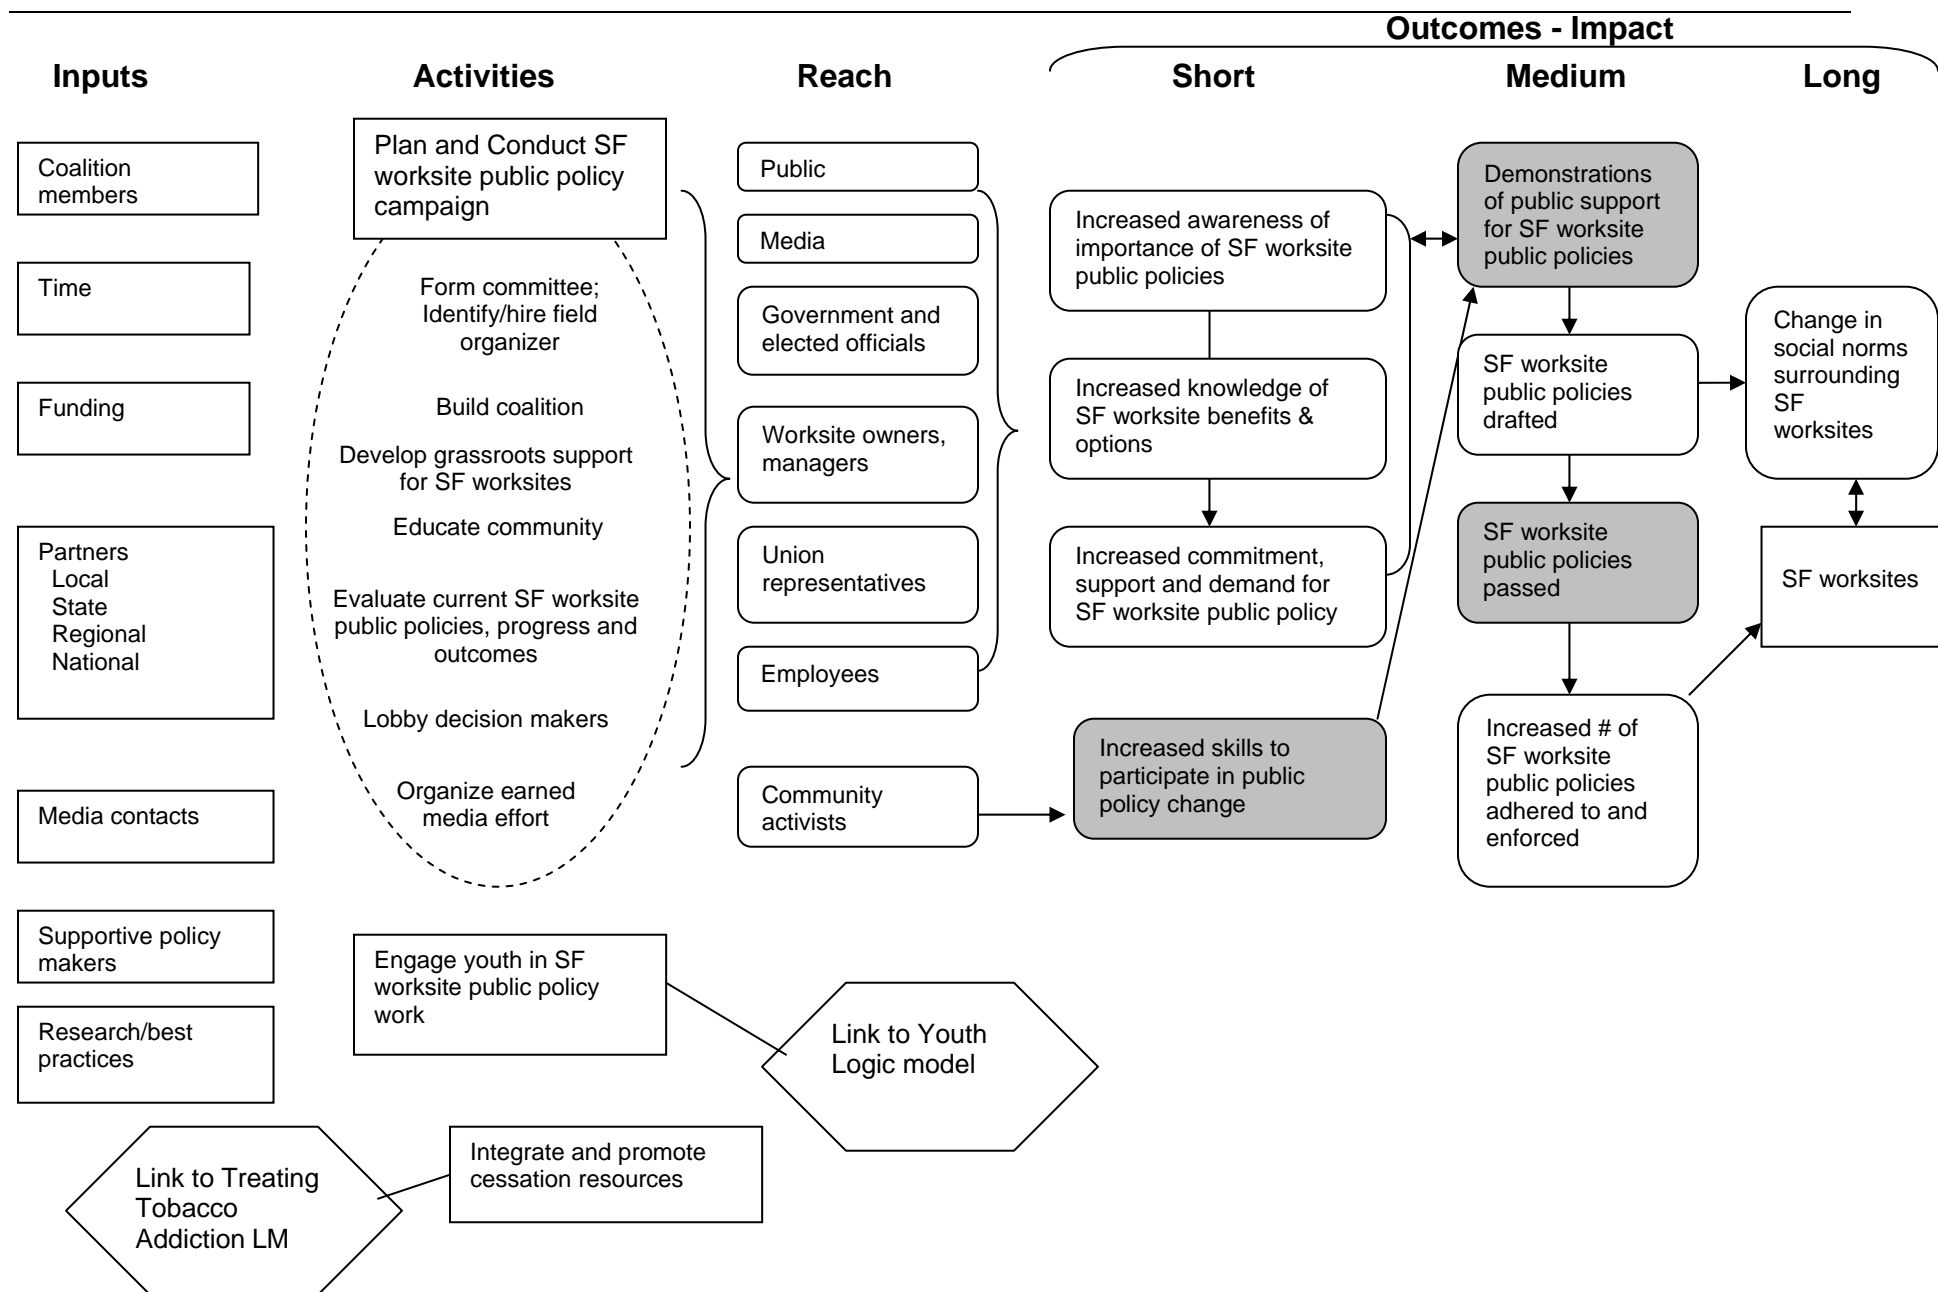 Outcomes - Impact
Inputs
Activities
Reach
Short
Medium
Long
Coalition
members
Time
Funding
Partners
Local
State
Regional
National
Media contacts
Supportive policy
makers
Research/best
practices
Plan and Conduct SF
worksite public policy
campaign
Form committee;
Identify/hire field
organizer
Build coalition
Develop grassroots support
for SF worksites
Educate community
Evaluate current SF worksite
public policies, progress and
outcomes
Lobby decision makers
Organize earned
media effort
Engage youth in SF
worksite public policy
work
Integrate and promote
cessation resources
Link to Treating
Tobacco
Addiction LM
Link to Youth
Logic model
Public
Media
Government and
elected officials
Worksite owners,
managers
Union
representatives
Employees
Community
activists
Increased awareness of
importance of SF worksite
public policies
Increased knowledge of
SF worksite benefits &
options
Increased commitment,
support and demand for
SF worksite public policy
Increased skills to
participate in public
policy change
Demonstrations
of public support
for SF worksite
public policies
SF worksite
public policies
drafted
SF worksite
public policies
passed
Increased # of
SF worksite
public policies
adhered to and
enforced
Change in
social norms
surrounding
SF
worksites
SF worksites